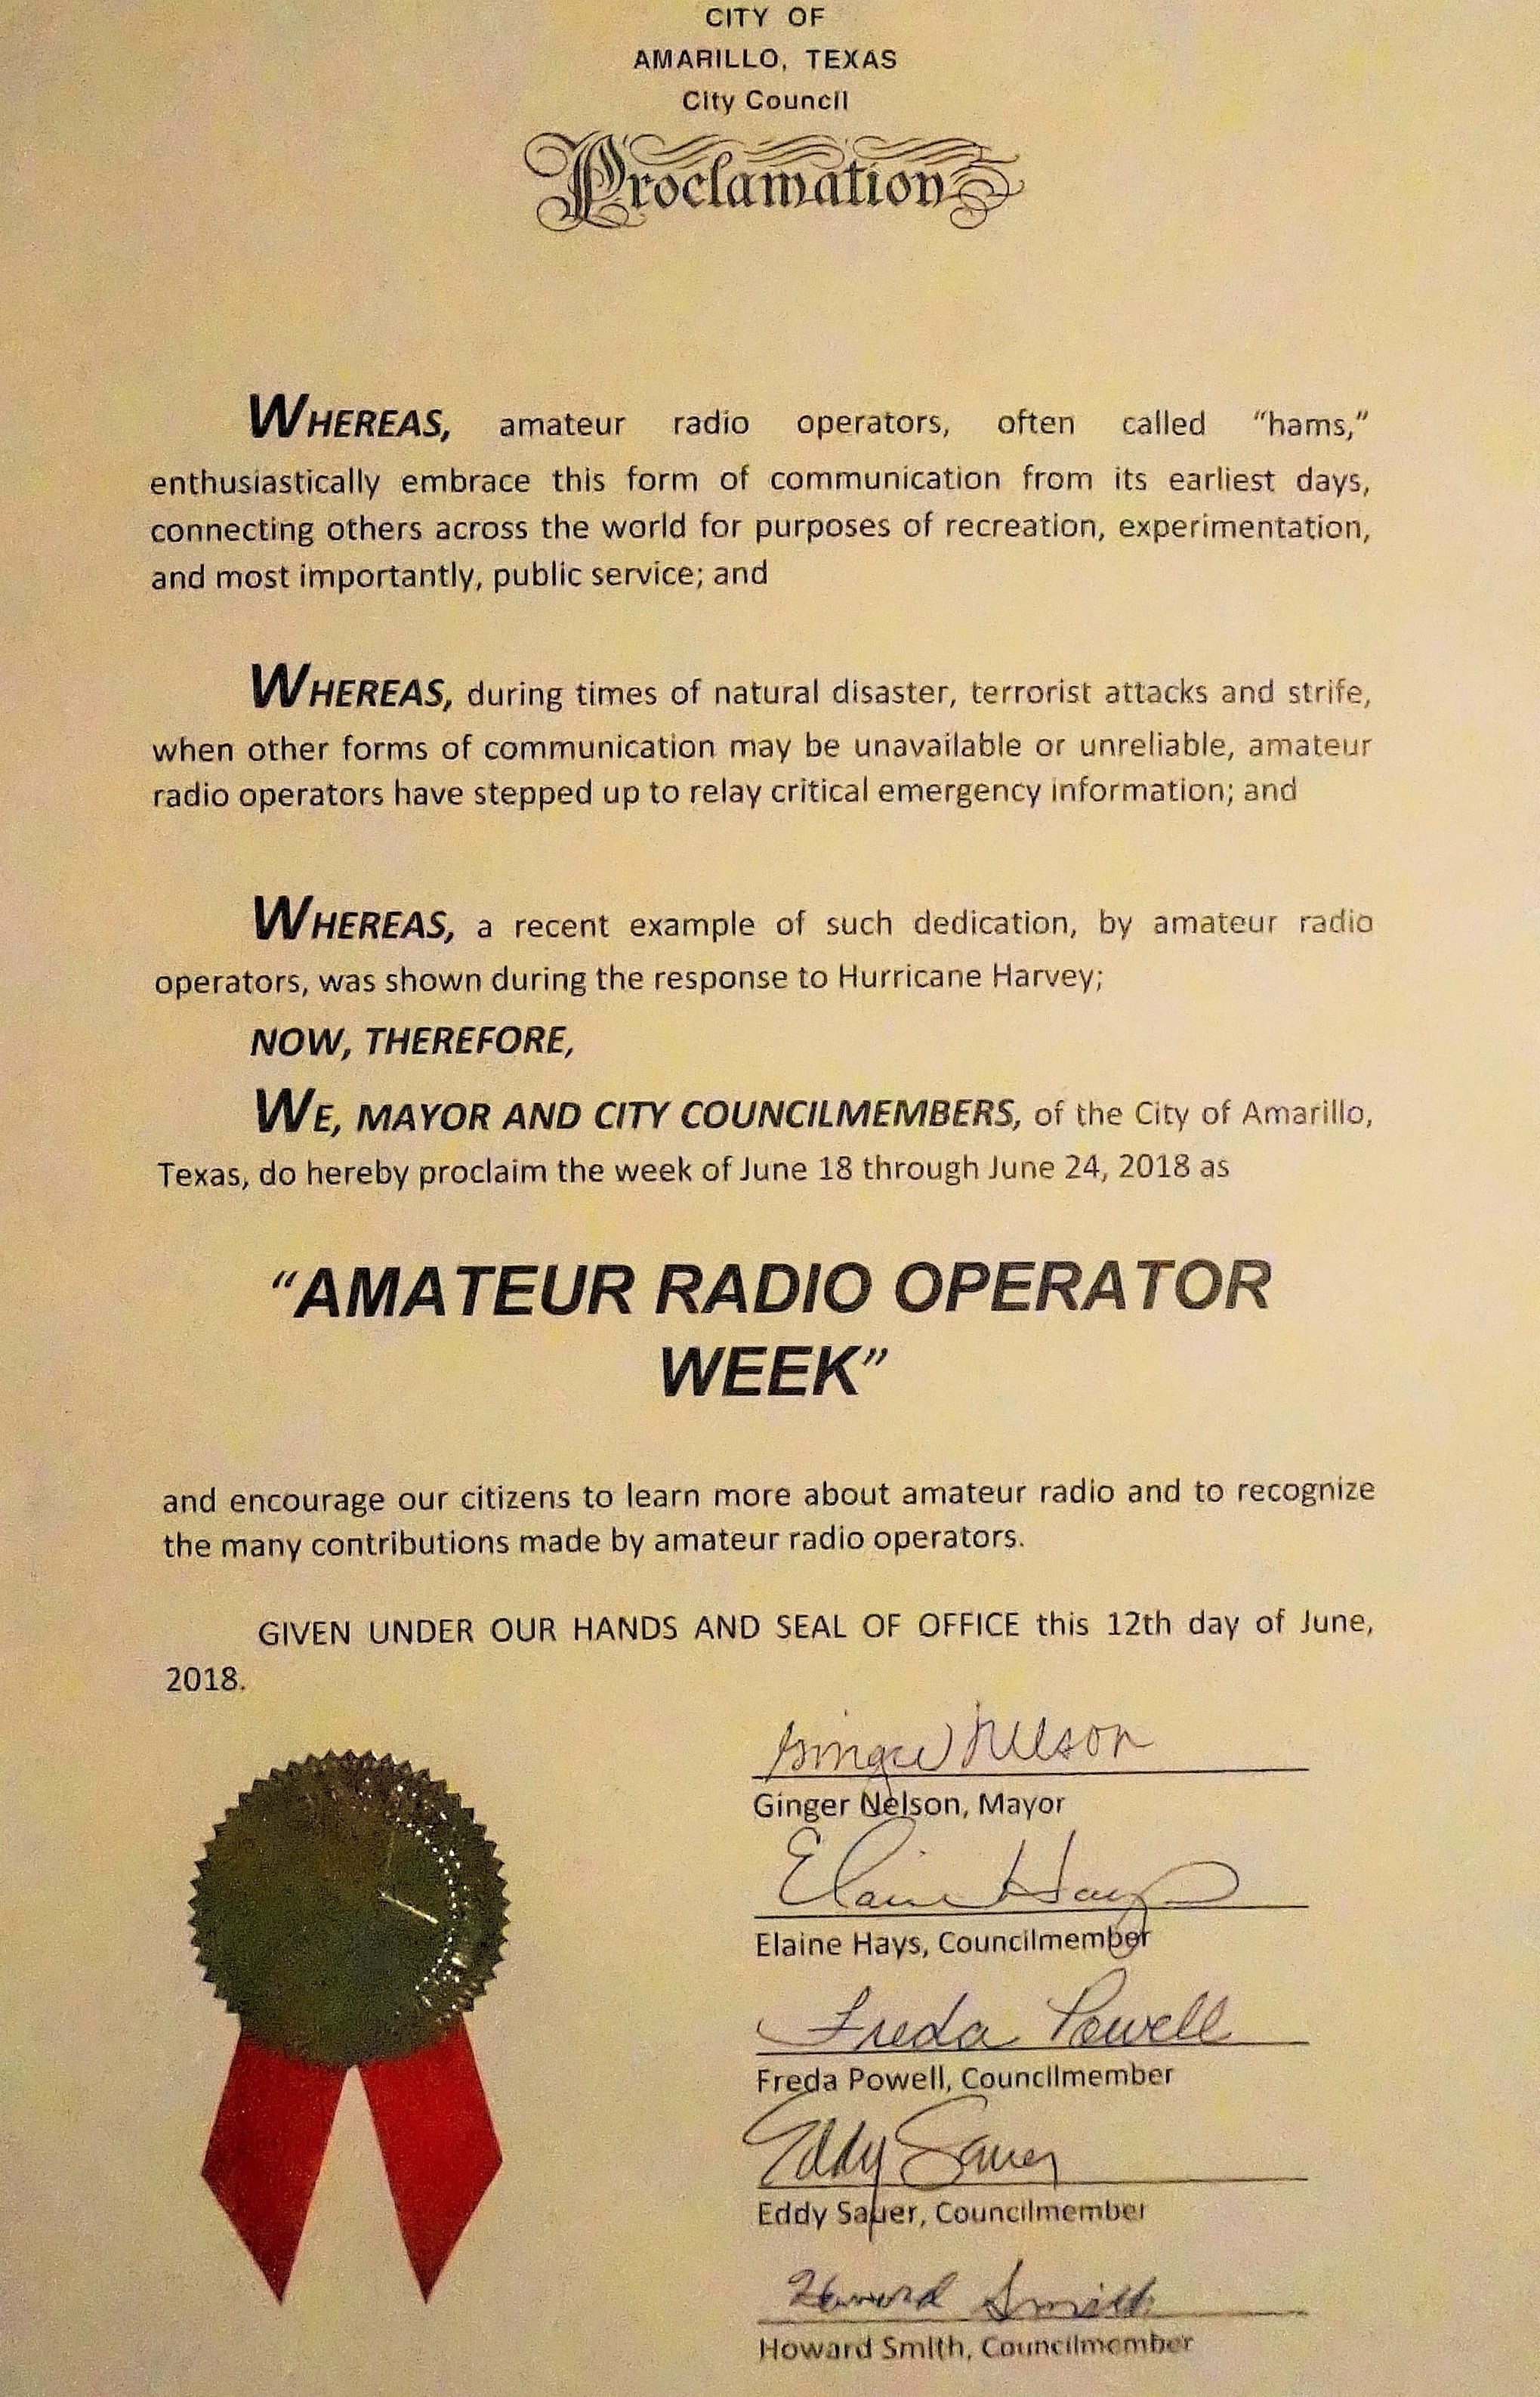 CITY OF
AMARILLO, TEXAS
City Council
Proclamation
WHEREAS, amateur radio operators, often called “hams,”
enthusiastically embrace this form of communication from its earliest days,
connecting others across the world for purposes of recreation, experimentation,
and most importantly, public service; and
WHEREAS, during times of natural disaster, terrorist attacks and strife,
when other forms of communication may be unavailable or unreliable, amateur
radio operators have stepped up to relay critical emergency information; and
WHEREAS, a recent example of such dedication, by amateur radio
operators, was shown during the response to Hurricane Harvey;
NOW, THEREFORE,
WE, MAYOR AND CITY COUNCILMEMBERS, of the City of Amarillo,
Texas, do hereby proclaim the week of June 18 through June 24, 2018 as
“AMATEUR RADIO OPERATOR
WEEK”
and encourage our citizens to learn more about amateur radio and to recognize
the many contributions made by amateur radio operators.
GIVEN UNDER OUR HANDS AND SEAL OF OFFICE this 12th day of June,
2018.
Ginger Nelson
Ginger Nelson, Mayor
Elaine Hays
Elaine Hays, Councilmember
Freda Powell
Freda Powell, Councilmember
Eddy Sauer
Eddy Sauer, Councilmember
Howard Smith
Howard Smith, Councilmember